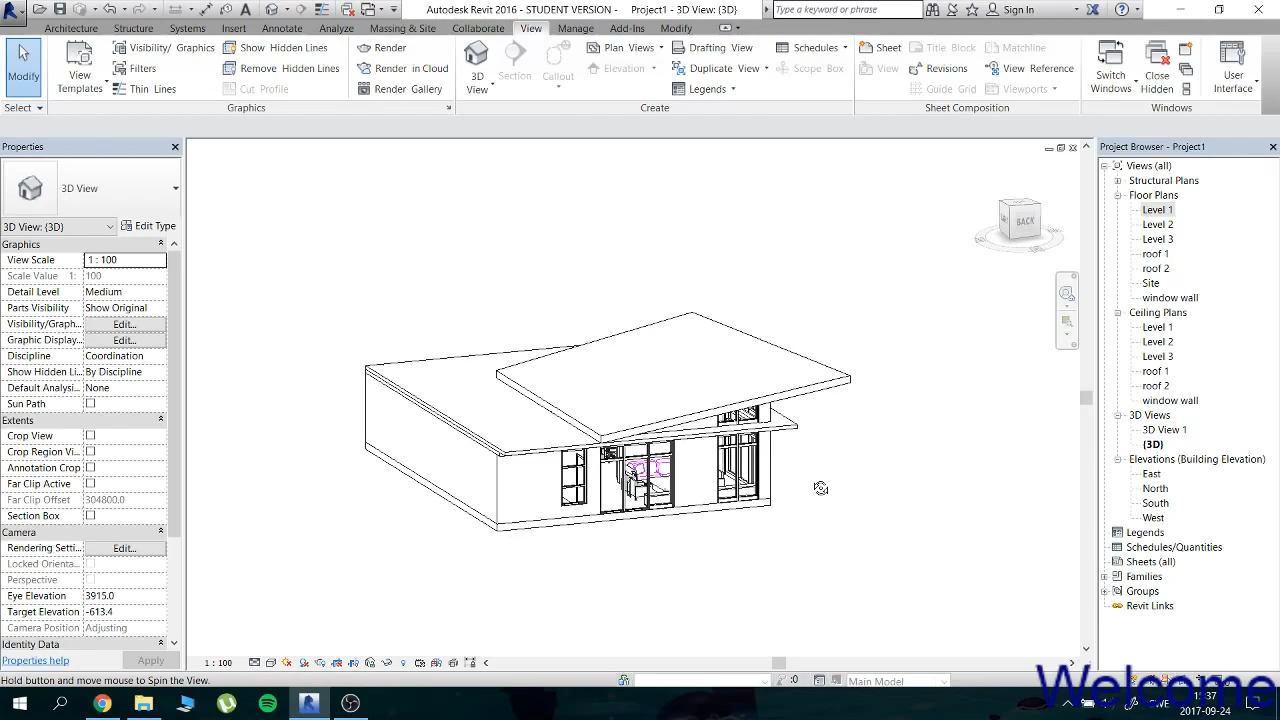 Autodesk Revit 2016 - STUDENT VERSION - Project1 - 3D View: {3D}
Type a keyword or phrase
Sign In
Architecture Structure Systems Insert Annotate Analyze Massing & Site Collaborate View Manage Add-Ins Modify
Modify
View Templates
Visibility/ Graphics
Filters
Thin Lines
Show Hidden Lines
Remove Hidden Lines
Cut Profile
Render
Render in Cloud
Render Gallery
3D View
Section
Callout
Plan Views
Elevation
Drafting View
Duplicate View
Legends
Schedules
Scope Box
Sheet
View
Title Block
Revisions
Guide Grid
Matchline
View Reference
Viewports
Switch Windows
Close Hidden
User Interface
Select
Graphics
Create
Sheet Composition
Windows
Properties
3D View
3D View: {3D}
Edit Type
Graphics
View Scale 1 : 100
Scale Value 1: 100
Detail Level Medium
Parts Visibility Show Original
Visibility/Graph... Edit...
Graphic Display... Edit...
Discipline Coordination
Show Hidden Li... By Discipline
Default Analysi... None
Sun Path
Extents
Crop View
Crop Region Vi...
Annotation Crop
Far Clip Active
Far Clip Offset 304800.0
Section Box
Camera
Rendering Setti... Edit...
Locked Orienta...
Perspective
Eye Elevation 3915.0
Target Elevation -613.4
Camera Position Adjusting
Identity Data
Properties help
Apply
BACK
1 : 100
Project Browser - Project1
Views (all)
Structural Plans
Floor Plans
Level 1
Level 2
Level 3
roof 1
roof 2
Site
window wall
Ceiling Plans
Level 1
Level 2
Level 3
roof 1
roof 2
window wall
3D Views
3D View 1
{3D}
Elevations (Building Elevation)
East
North
South
West
Legends
Schedules/Quantities
Sheets (all)
Families
Groups
Revit Links
Hold button and move mouse to Spin the View.
:0
Main Model
Welcome
15:37
SWE
2017-09-24